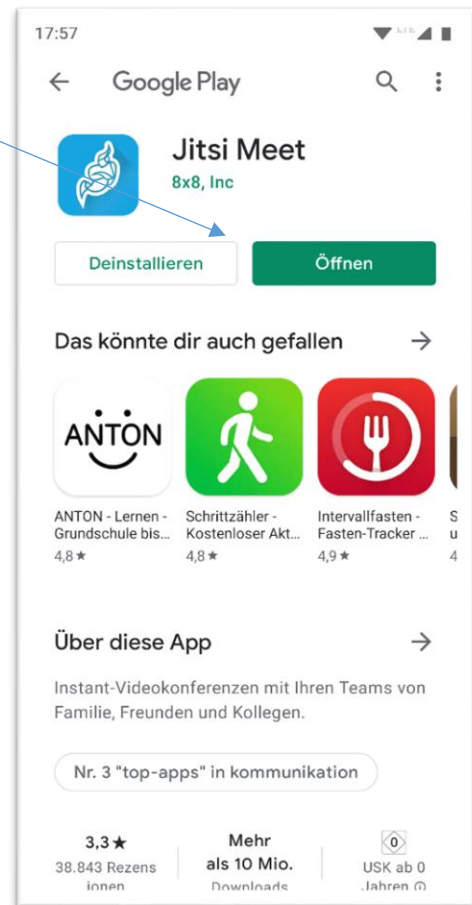 17:57
LTE
Google Play
Jitsi Meet
8x8, Inc
Deinstallieren
Öffnen
Das könnte dir auch gefallen
ANTON
ANTON - Lernen -
Grundschule bis...
4,8★
Schrittzähler -
Kostenloser Akt...
4,8★
Intervallfasten -
Fasten-Tracker ...
4,9★
S
u
4
Über diese App
Instant-Videokonferenzen mit Ihren Teams von
Familie, Freunden und Kollegen.
Nr. 3 "top-apps" in kommunikation
3,3★
38.843 Rezens
ionen
Mehr
als 10 Mio.
Downloads
0
USK ab 0
Jahren